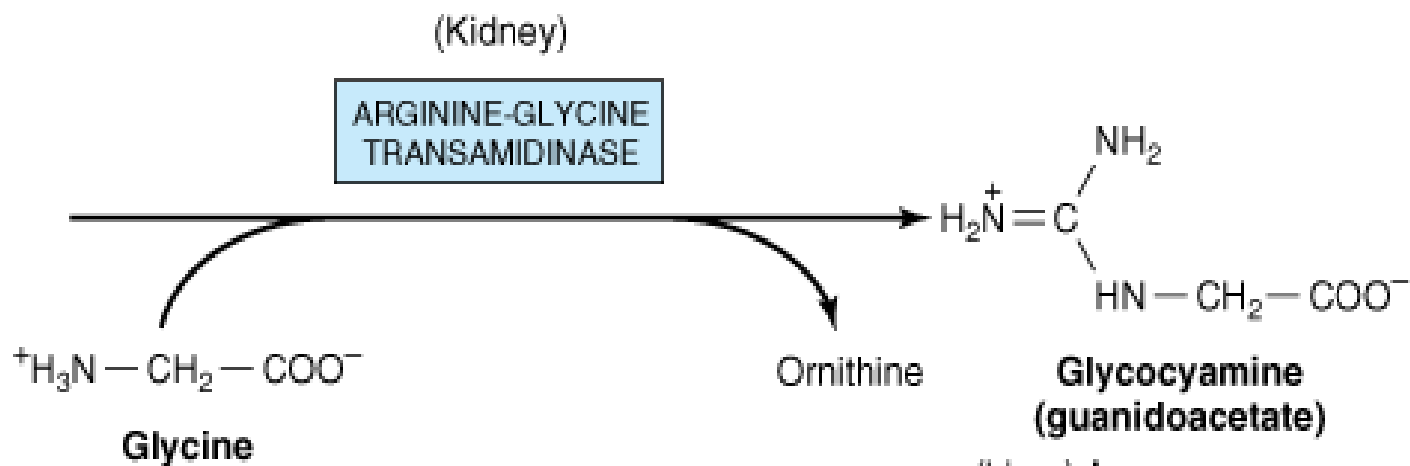 (Kidney)
ARGININE-GLYCINE
TRANSAMIDINASE
NH₂
H₂N⁺=C
HN—CH₂—COO⁻
⁺H₃N—CH₂—COO⁻
Glycine
Ornithine
Glycocyamine
(guanidoacetate)